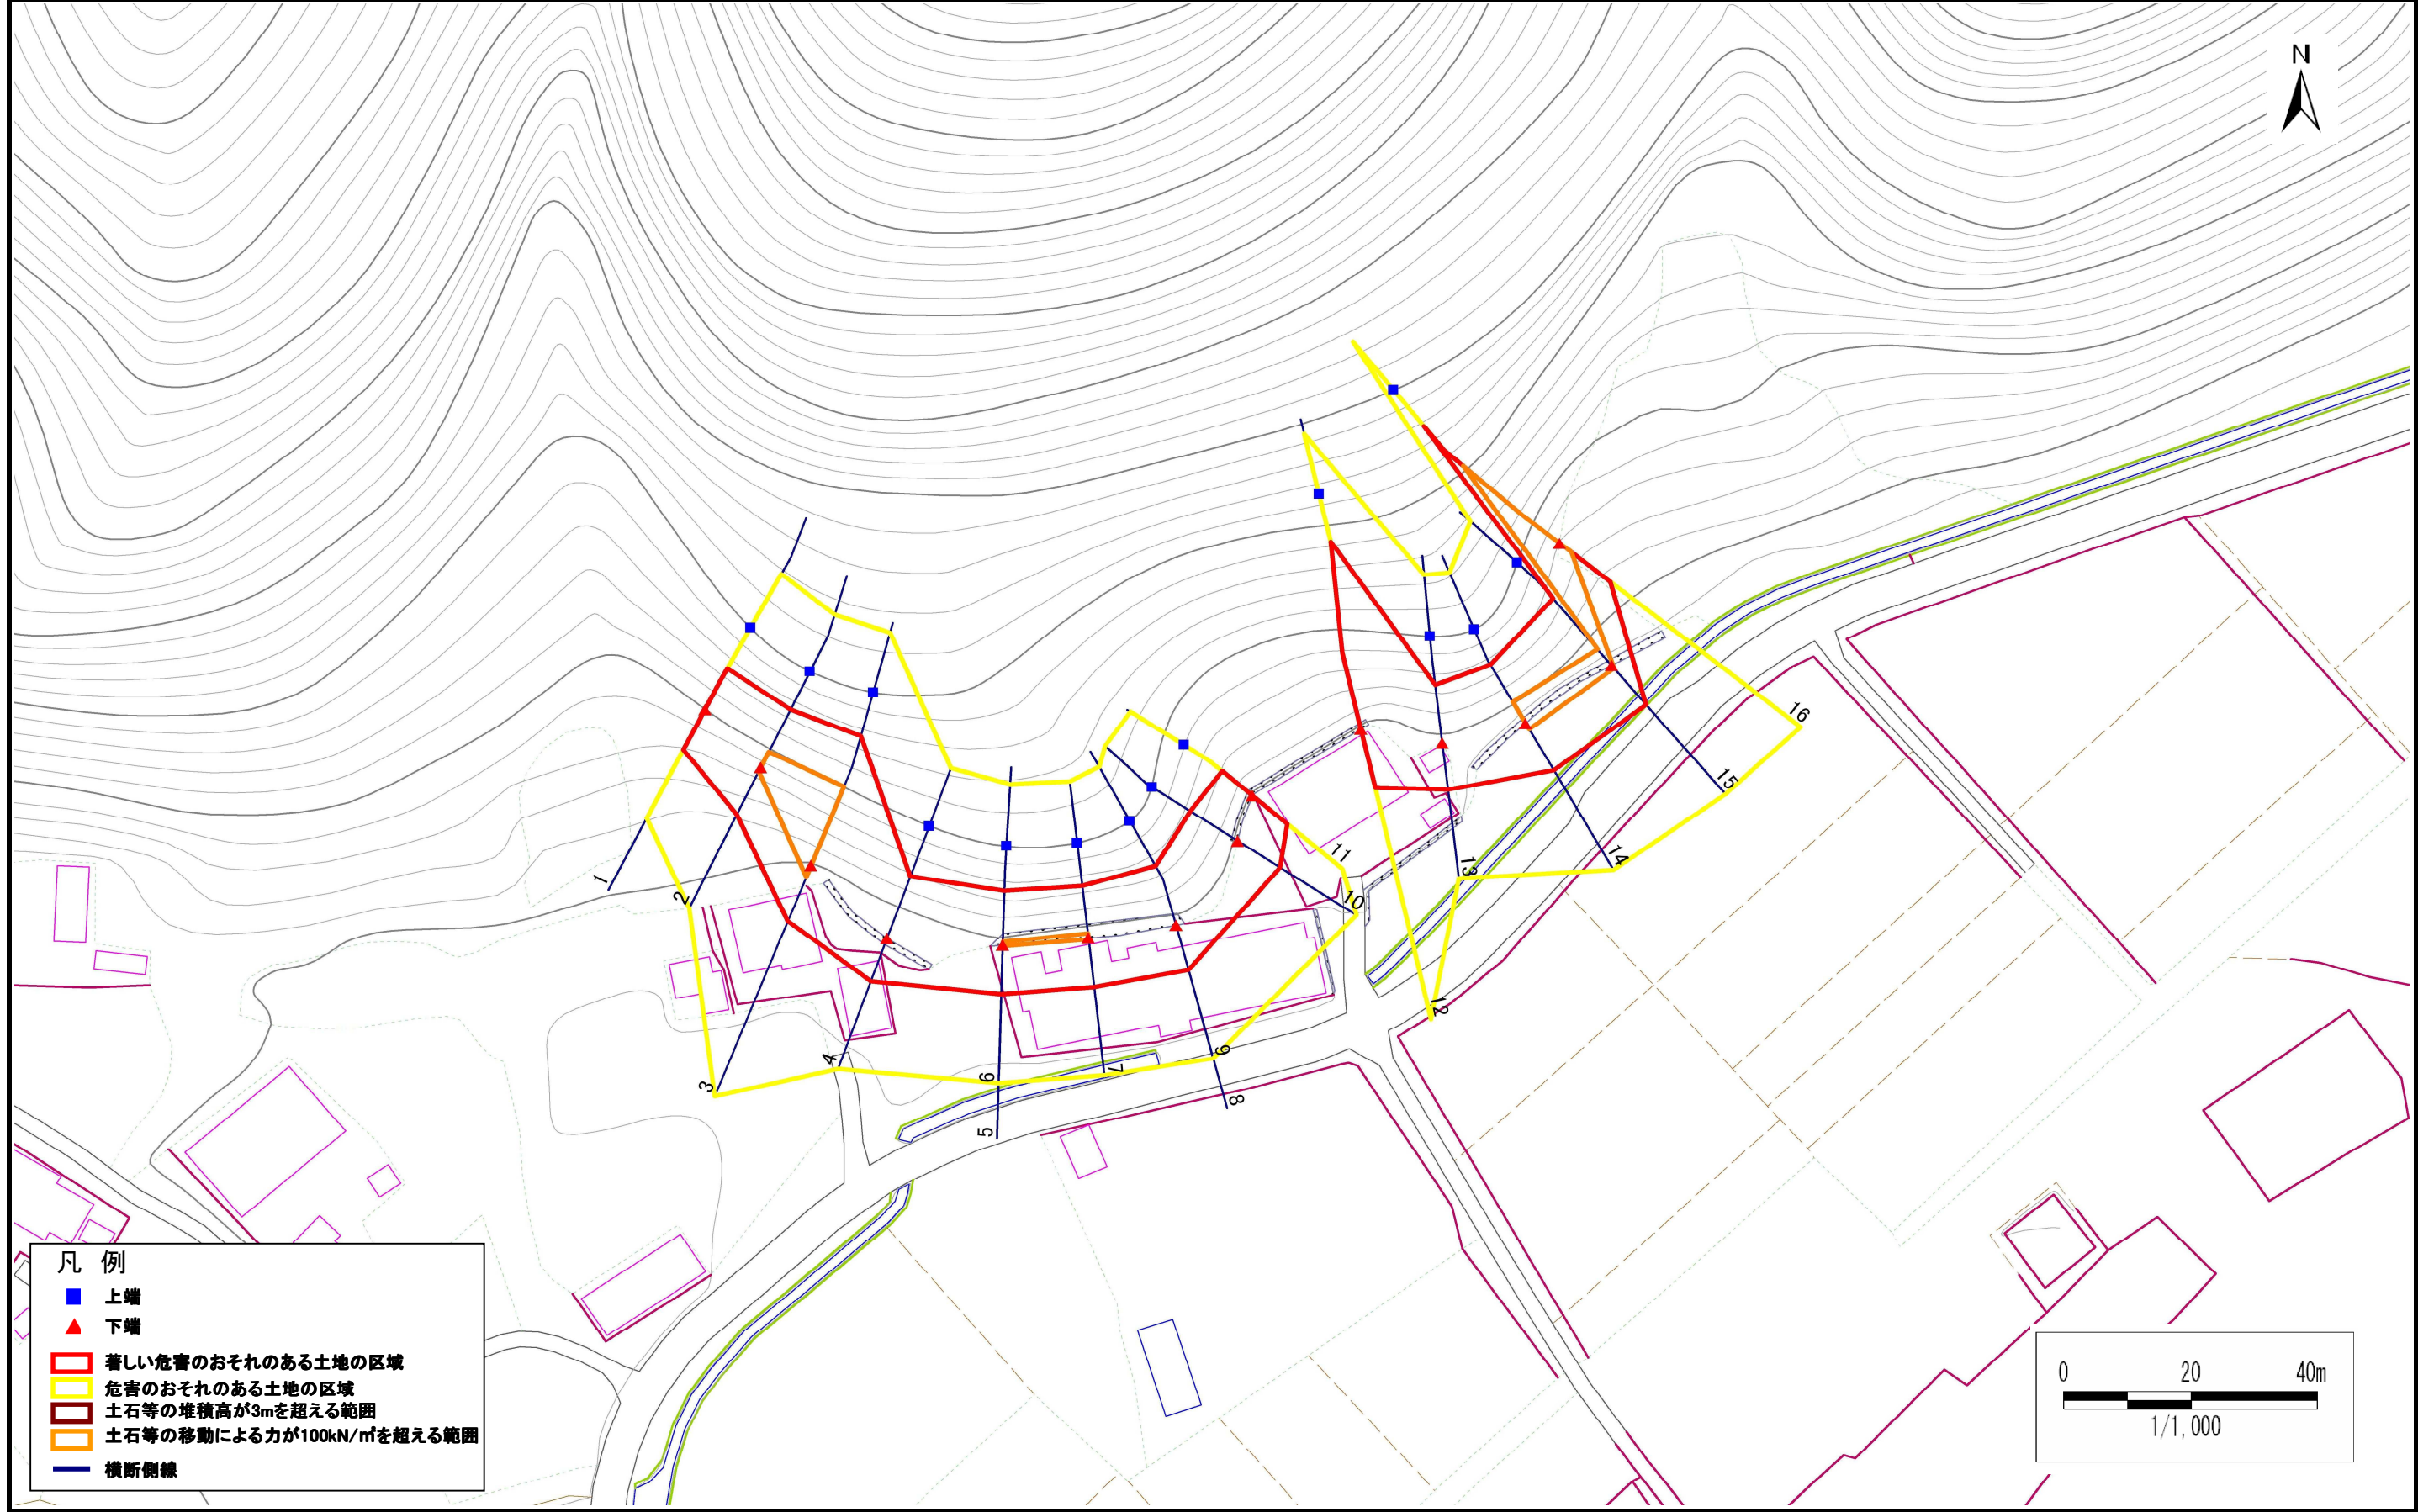 N
1
2
3
4
5
6
7
8
9
10
11
12
13
14
15
16
凡 例
上端
下端
著しい危害のおそれのある土地の区域
危害のおそれのある土地の区域
土石等の堆積高が3mを超える範囲
土石等の移動による力が100kN/㎡を超える範囲
横断側線
0 20 40m
1/1,000